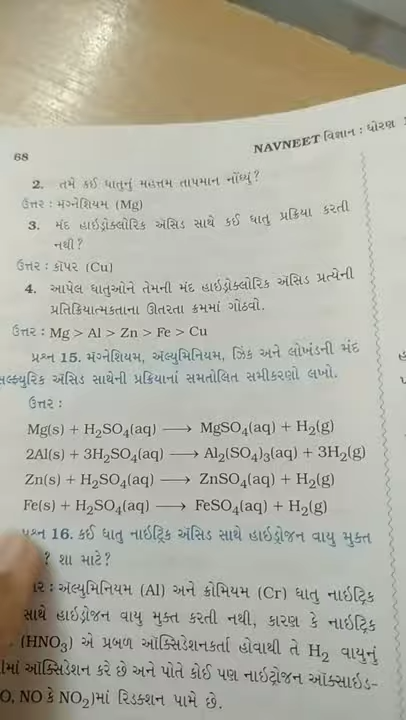 68
NAVNEET વિજ્ઞાન : ધોરણ
2. તમે કઈ ધાતુનું મહત્તમ તાપમાન નોંધ્યું?
ઉત્તર : મૅગ્નેશિયમ (Mg)
3. મંદ હાઇડ્રોક્લોરિક ઍસિડ સાથે કઈ ધાતુ પ્રક્રિયા કરતી
નથી?
ઉત્તર : કૉપર (Cu)
4. આપેલ ધાતુઓને તેમની મંદ હાઇડ્રોક્લોરિક ઍસિડ પ્રત્યેની
પ્રતિક્રિયાત્મકતાના ઊતરતા ક્રમમાં ગોઠવો.
ઉત્તર : Mg > Al > Zn > Fe > Cu
પ્રશ્ન 15. મૅગ્નેશિયમ, ઍલ્યુમિનિયમ, ઝિંક અને લોખંડની મંદ
સલ્ફ્યુરિક ઍસિડ સાથેની પ્રક્રિયાનાં સમતોલિત સમીકરણો લખો.
ઉત્તર :
Mg(s) + H₂SO₄(aq) ⟶ MgSO₄(aq) + H₂(g)
2Al(s) + 3H₂SO₄(aq) ⟶ Al₂(SO₄)₃(aq) + 3H₂(g)
Zn(s) + H₂SO₄(aq) ⟶ ZnSO₄(aq) + H₂(g)
Fe(s) + H₂SO₄(aq) ⟶ FeSO₄(aq) + H₂(g)
પ્રશ્ન 16. કઈ ધાતુ નાઇટ્રિક ઍસિડ સાથે હાઇડ્રોજન વાયુ મુક્ત
? શા માટે?
: ઍલ્યુમિનિયમ (Al) અને ક્રોમિયમ (Cr) ધાતુ નાઇટ્રિક
સાથે હાઇડ્રોજન વાયુ મુક્ત કરતી નથી, કારણ કે નાઇટ્રિક
(HNO₃) એ પ્રબળ ઑક્સિડેશનકર્તા હોવાથી તે H₂ વાયુનું
ઑક્સિડેશન કરે છે અને પોતે કોઈ પણ નાઇટ્રોજન ઑક્સાઇડ–
O, NO કે NO₂)માં રિડક્શન પામે છે.